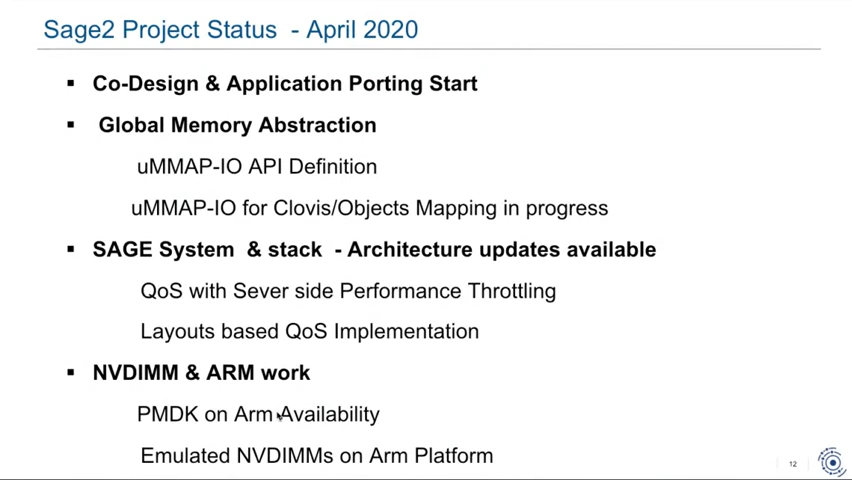 Sage2 Project Status - April 2020
▪ Co-Design & Application Porting Start
▪ Global Memory Abstraction
uMMAP-IO API Definition
uMMAP-IO for Clovis/Objects Mapping in progress
▪ SAGE System & stack - Architecture updates available
QoS with Sever side Performance Throttling
Layouts based QoS Implementation
▪ NVDIMM & ARM work
PMDK on Arm Availability
Emulated NVDIMMs on Arm Platform
12